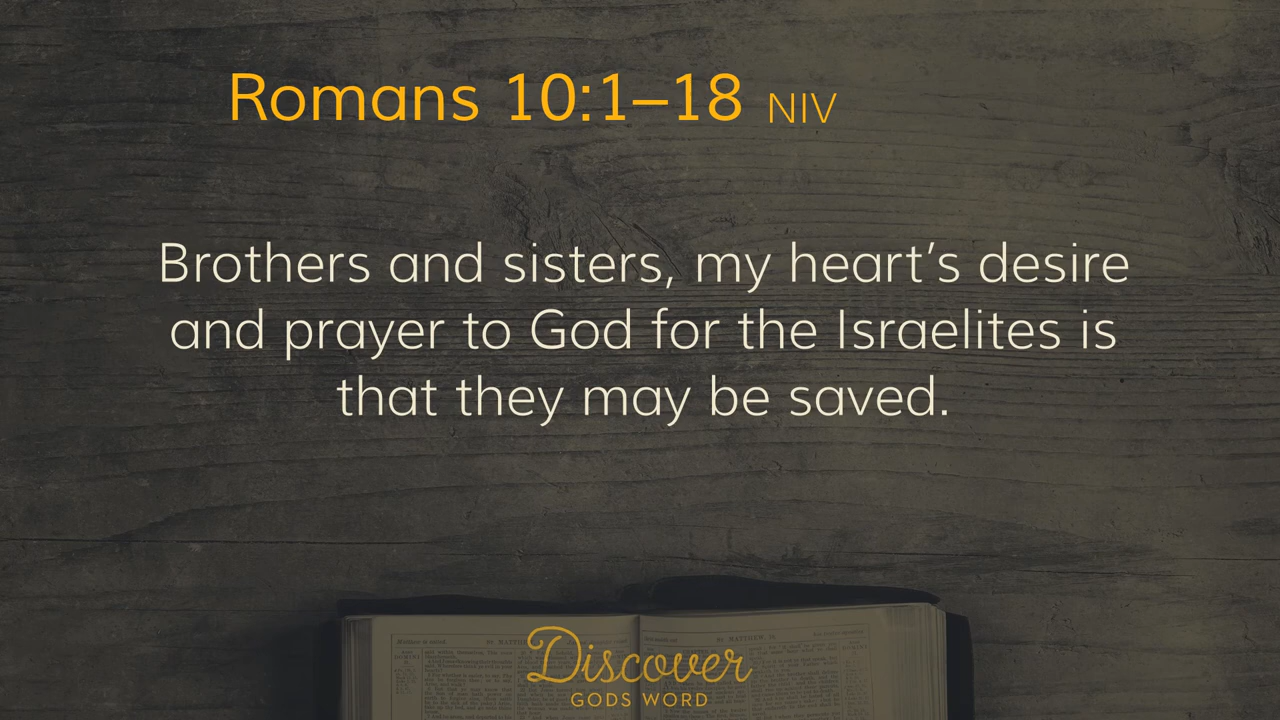 Romans 10:1–18 NIV
Brothers and sisters, my heart’s desire
and prayer to God for the Israelites is
that they may be saved.
Discover
GODS WORD